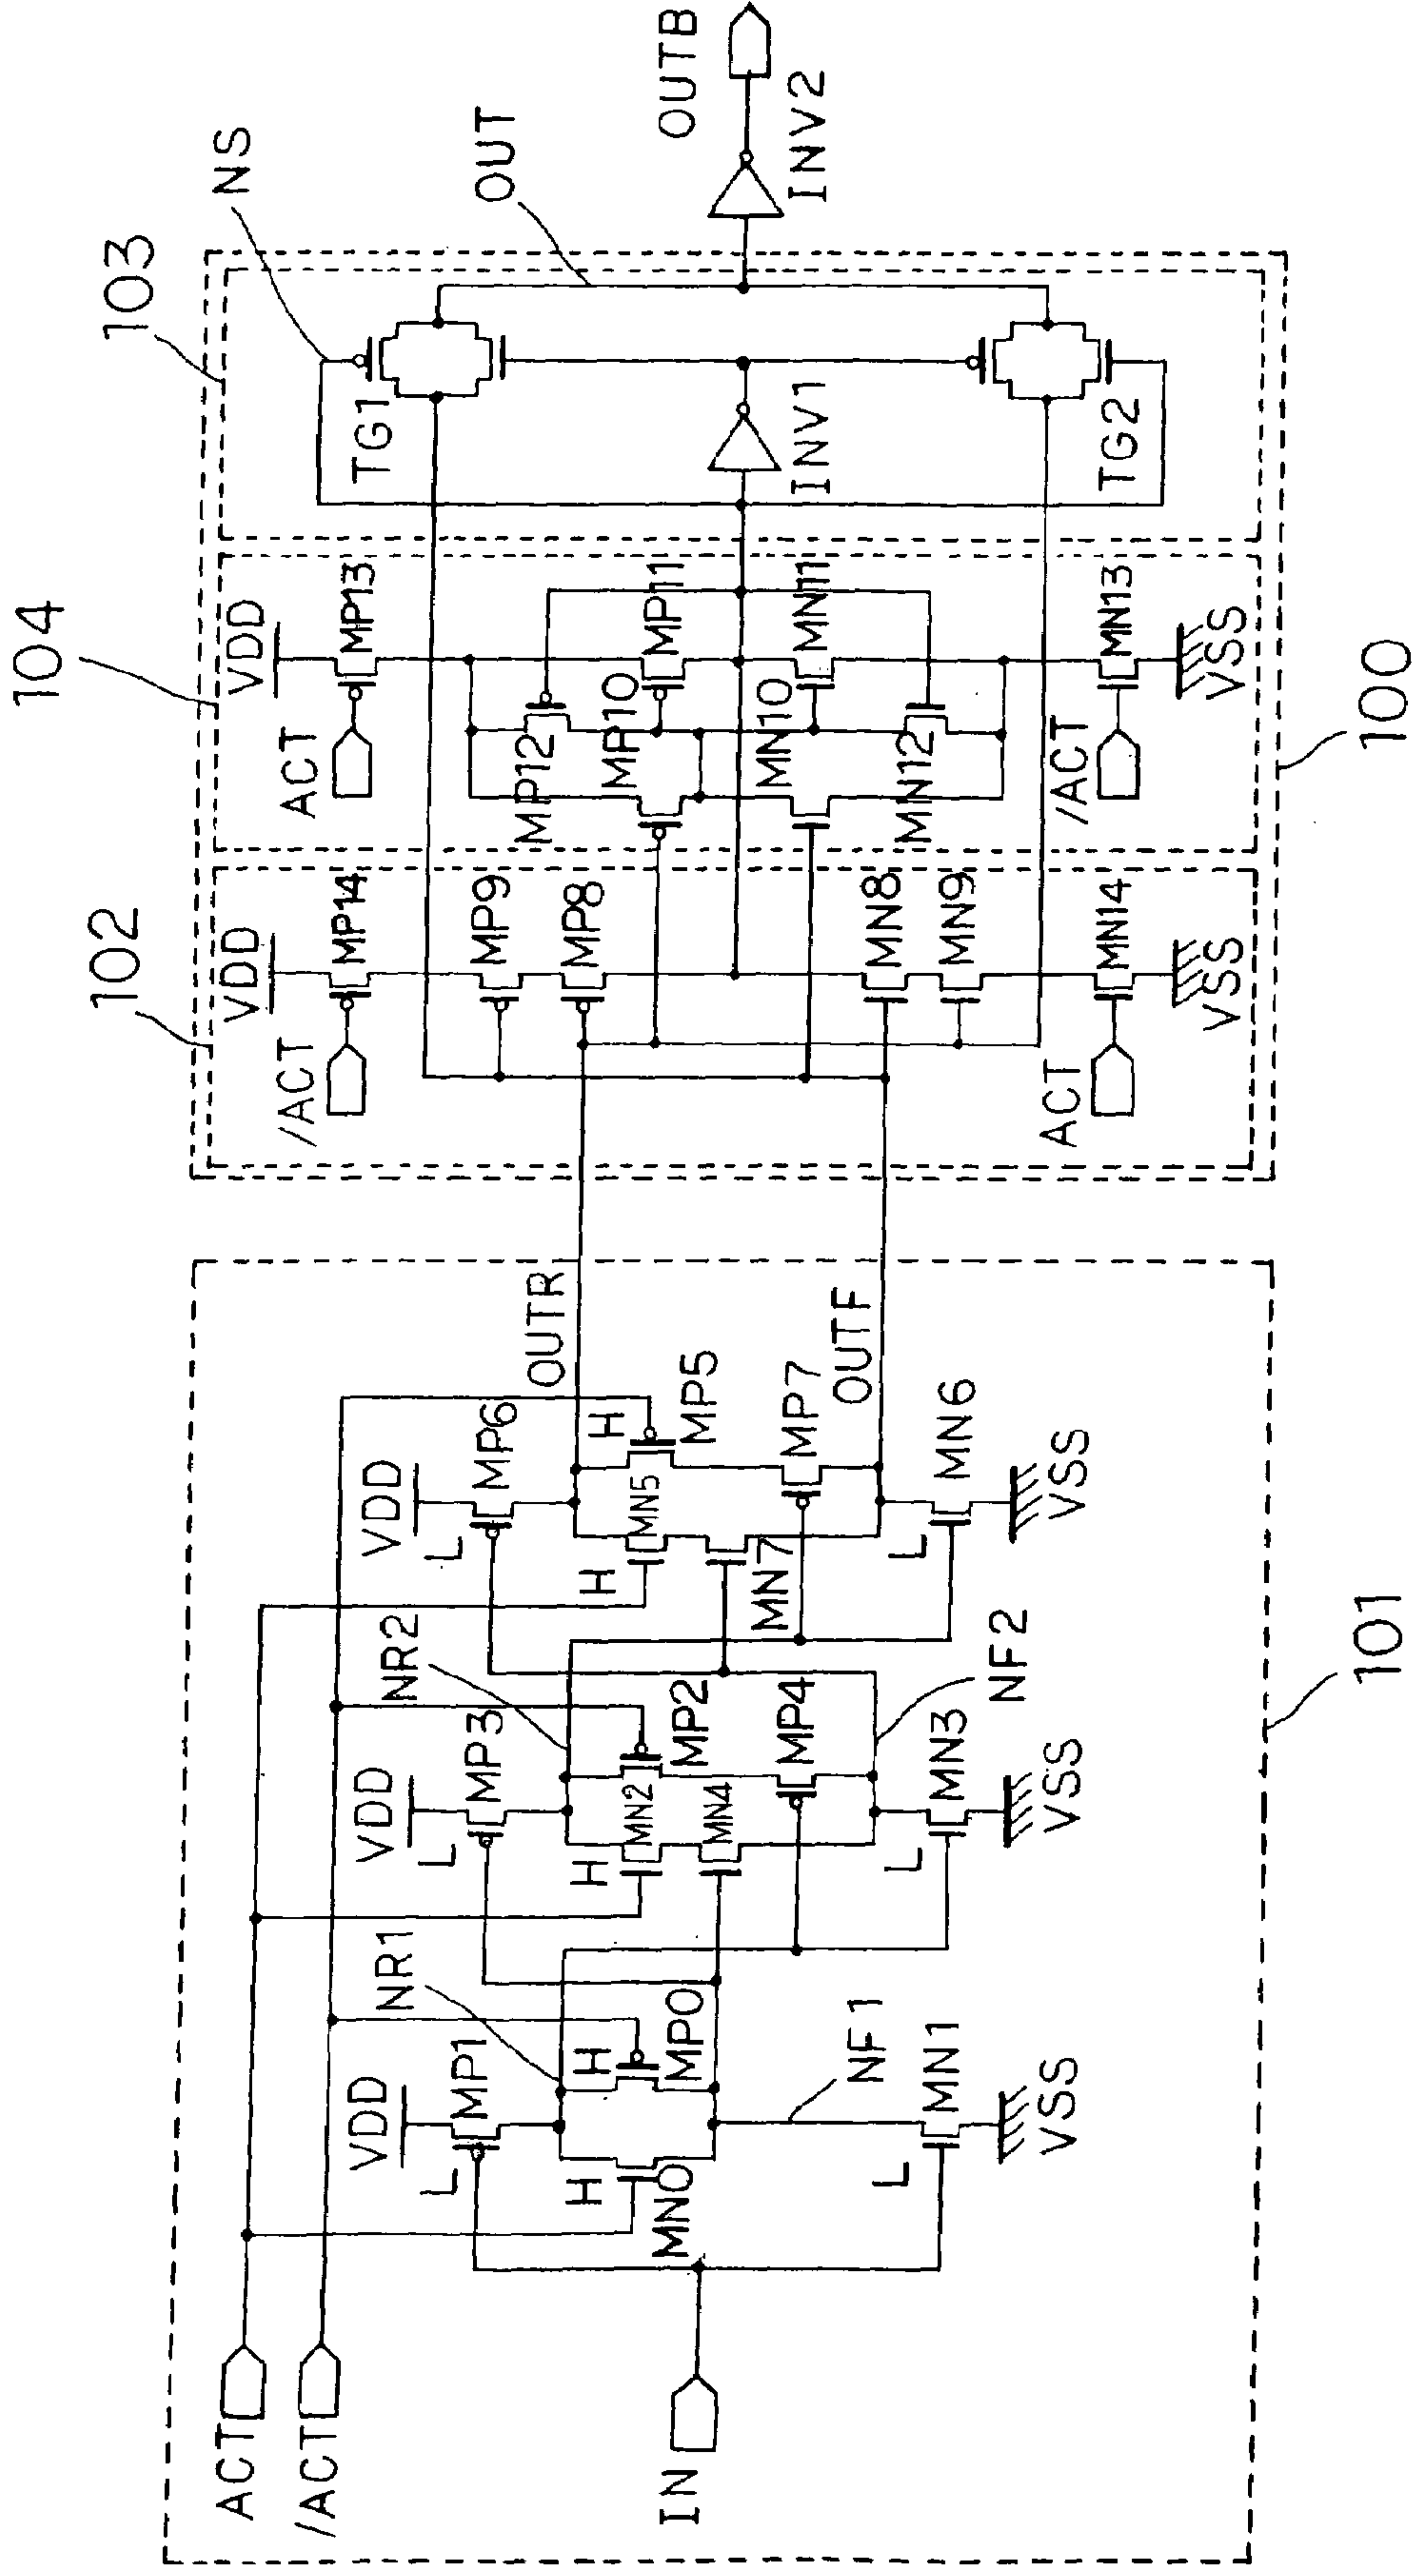 ACT
/ACT
IN
VDD
L
MP1
NR1
H
MN0
H
MP0
NF1
L
MN1
VSS
VDD
L
MP3
NR2
H
MN2
MP2
MN4
MP4
NF2
L
MN3
VSS
VDD
L
MP6
H
MN5
H
MP5
MN7
MP7
L
MN6
VSS
OUTR
OUTF
101
102
VDD
/ACT
MP14
MP9
MP8
MN8
MN9
ACT
MN14
VSS
104
VDD
ACT
MP13
MP12
MP10
MP11
MN10
MN11
MN12
/ACT
MN13
VSS
100
103
NS
TG1
INV1
TG2
OUT
INV2
OUTB